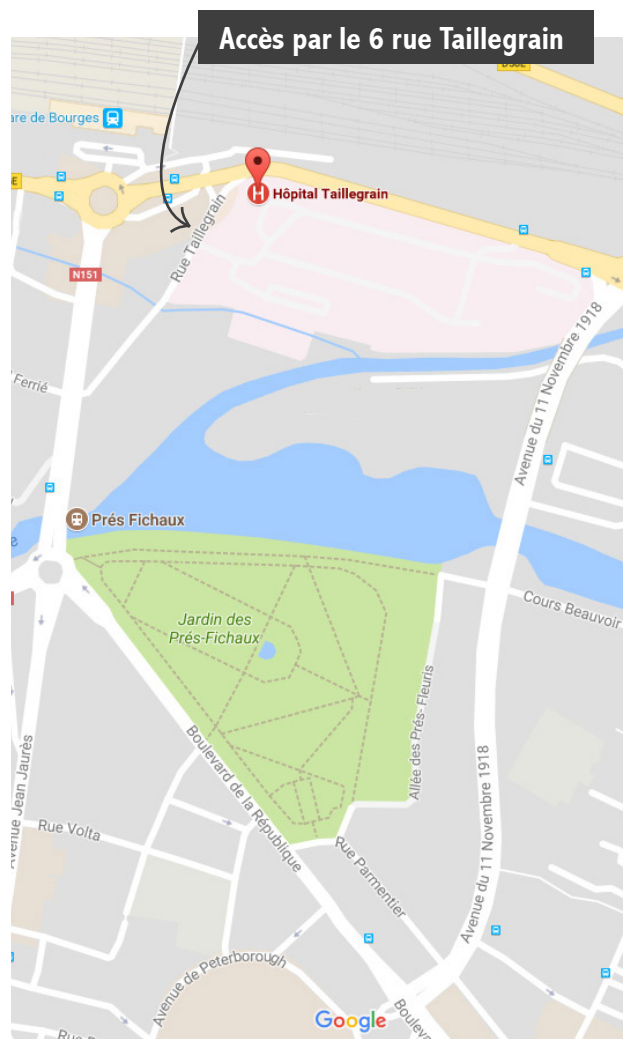 Accès par le 6 rue Taillegrain
are de Bourges
Hôpital Taillegrain
Rue Taillegrain
N151
Ferrié
Avenue du 11 Novembre 1918
Prés Fichaux
Cours Beauvoir
Jardin des
Prés-Fichaux
Allée des Prés- Fleuris
Boulevard de la République
Avenue Jean Jaurès
Rue Volta
Rue Parmentier
Avenue du 11 Novembre 1918
Avenue de Peterborough
Google
Bouleva